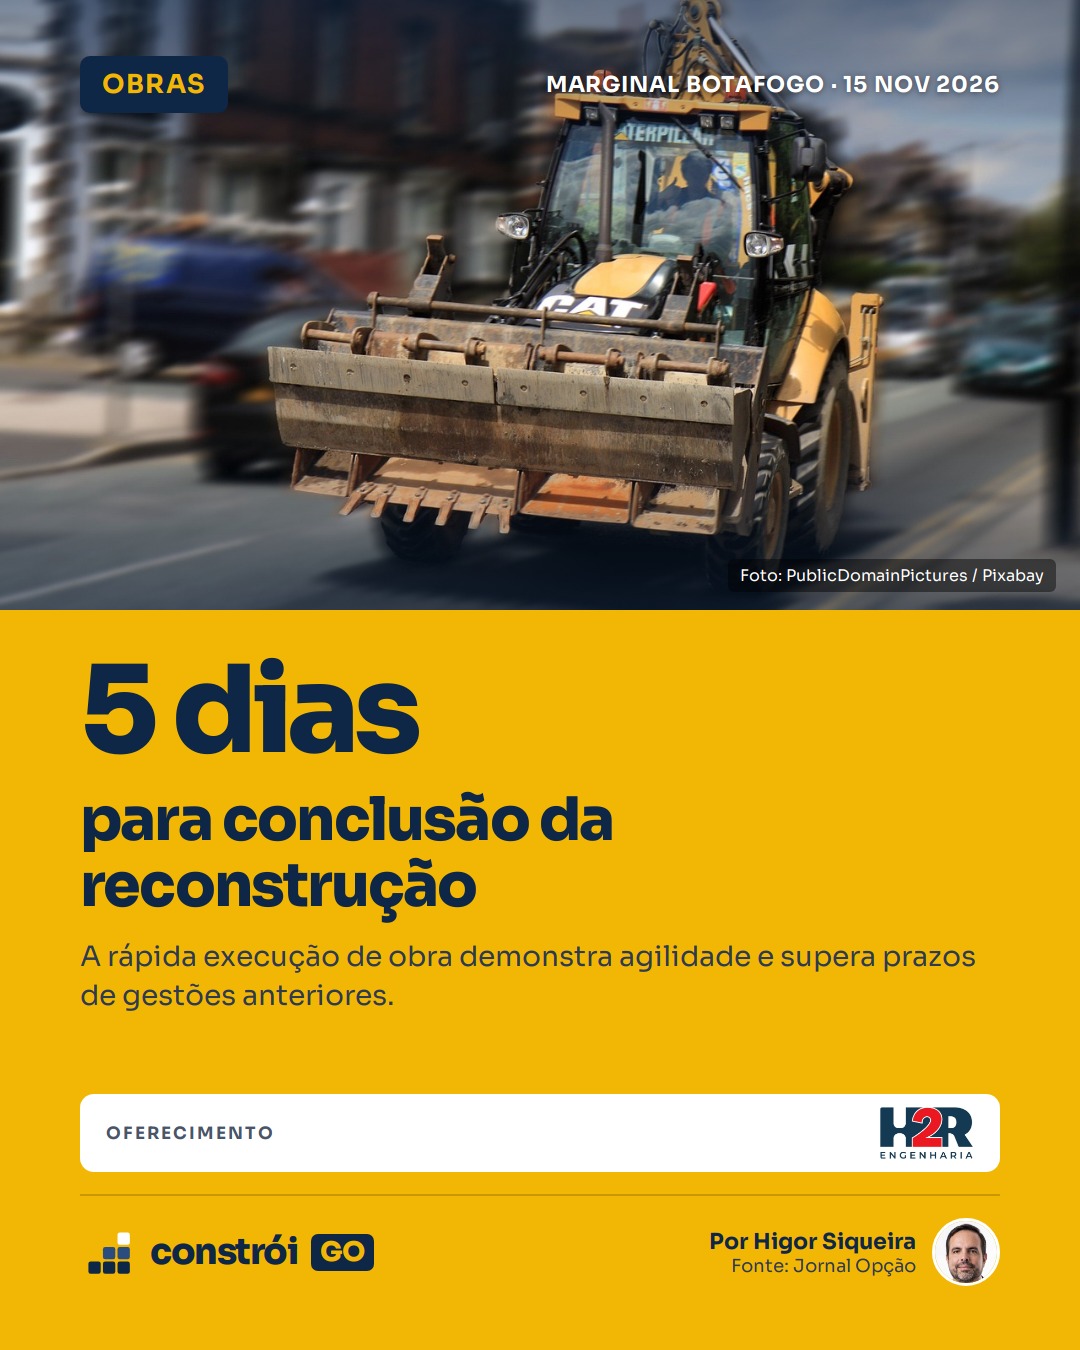 OBRAS
MARGINAL BOTAFOGO · 15 NOV 2026
CAT
Foto: PublicDomainPictures / Pixabay
5 dias
para conclusão da
reconstrução
A rápida execução de obra demonstra agilidade e supera prazos
de gestões anteriores.
OFERECIMENTO
H2R
ENGENHARIA
constrói GO
Por Higor Siqueira
Fonte: Jornal Opção